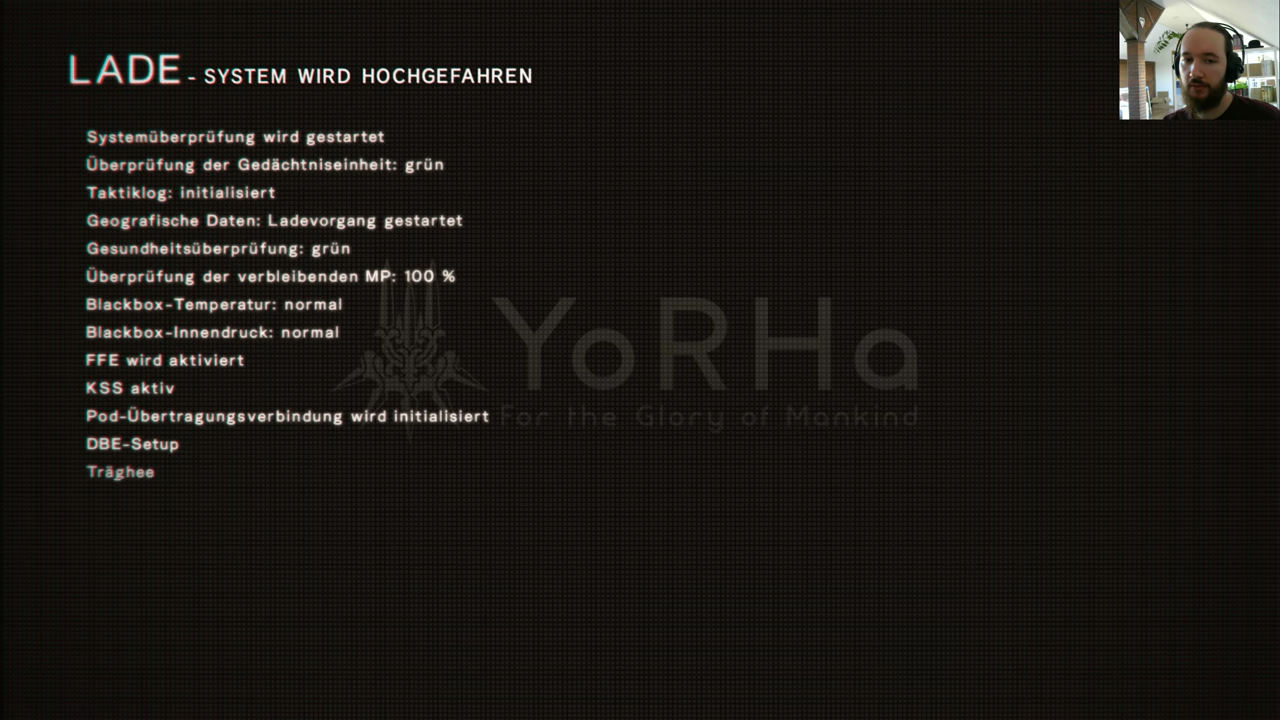 LADE - SYSTEM WIRD HOCHGEFAHREN
Systemüberprüfung wird gestartet
Überprüfung der Gedächtniseinheit: grün
Taktiklog: initialisiert
Geografische Daten: Ladevorgang gestartet
Gesundheitsüberprüfung: grün
Überprüfung der verbleibenden MP: 100 %
Blackbox-Temperatur: normal
Blackbox-Innendruck: normal
FFE wird aktiviert
KSS aktiv
Pod-Übertragungsverbindung wird initialisiert
DBE-Setup
Träghee
YoRHa
For the Glory of Mankind